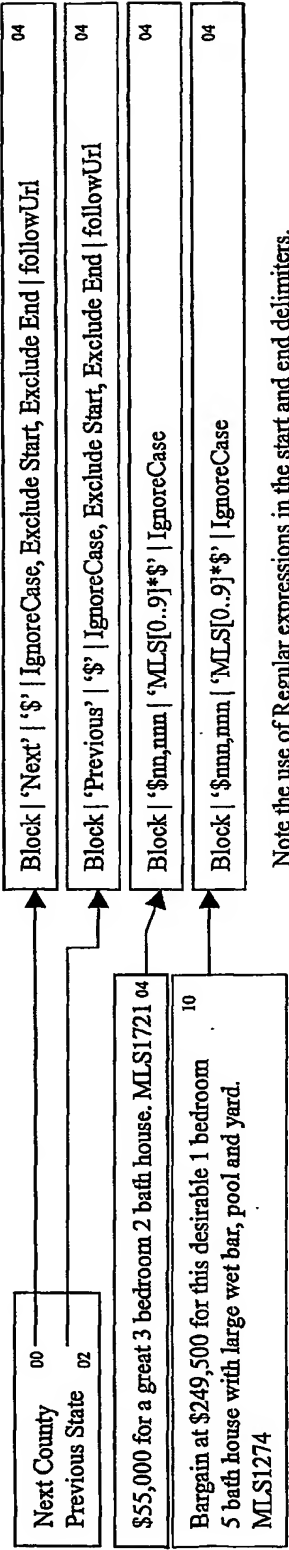 Next County 00
Previous State 02
$55,000 for a great 3 bedroom 2 bath house. MLS1721 04
Bargain at $249,500 for this desirable 1 bedroom 10
5 bath house with large wet bar, pool and yard.
MLS1274
Block | ‘Next’ | ‘$’ | IgnoreCase, Exclude Start, Exclude End | followUrl 04
Block | ‘Previous’ | ‘$’ | IgnoreCase, Exclude Start, Exclude End | followUrl 04
Block | ‘$nn,nnn | ‘MLS[0..9]*$’ | IgnoreCase 04
Block | ‘$nnn,nnn | ‘MLS[0..9]*$’ | IgnoreCase 04
Note the use of Regular expressions in the start and end delimiters.